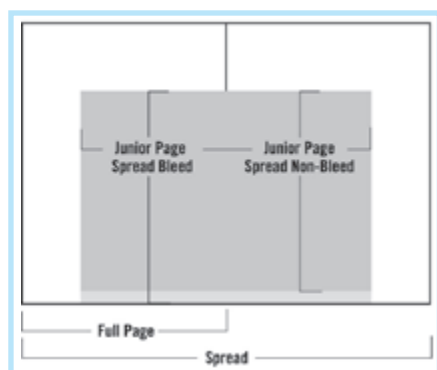 Junior Page
Spread Bleed
Junior Page
Spread Non-Bleed
Full Page
Spread